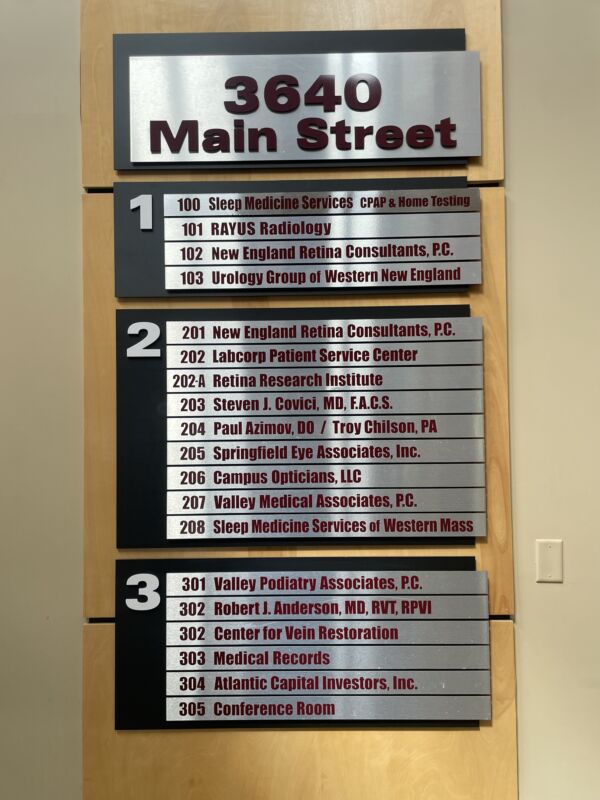 3640
Main Street
1
100 Sleep Medicine Services CPAP & Home Testing
101 RAYUS Radiology
102 New England Retina Consultants, P.C.
103 Urology Group of Western New England
2
201 New England Retina Consultants, P.C.
202 Labcorp Patient Service Center
202-A Retina Research Institute
203 Steven J. Covici, MD, F.A.C.S.
204 Paul Azimov, DO / Troy Chilson, PA
205 Springfield Eye Associates, Inc.
206 Campus Opticians, LLC
207 Valley Medical Associates, P.C.
208 Sleep Medicine Services of Western Mass
3
301 Valley Podiatry Associates, P.C.
302 Robert J. Anderson, MD, RVT, RPVI
302 Center for Vein Restoration
303 Medical Records
304 Atlantic Capital Investors, Inc.
305 Conference Room